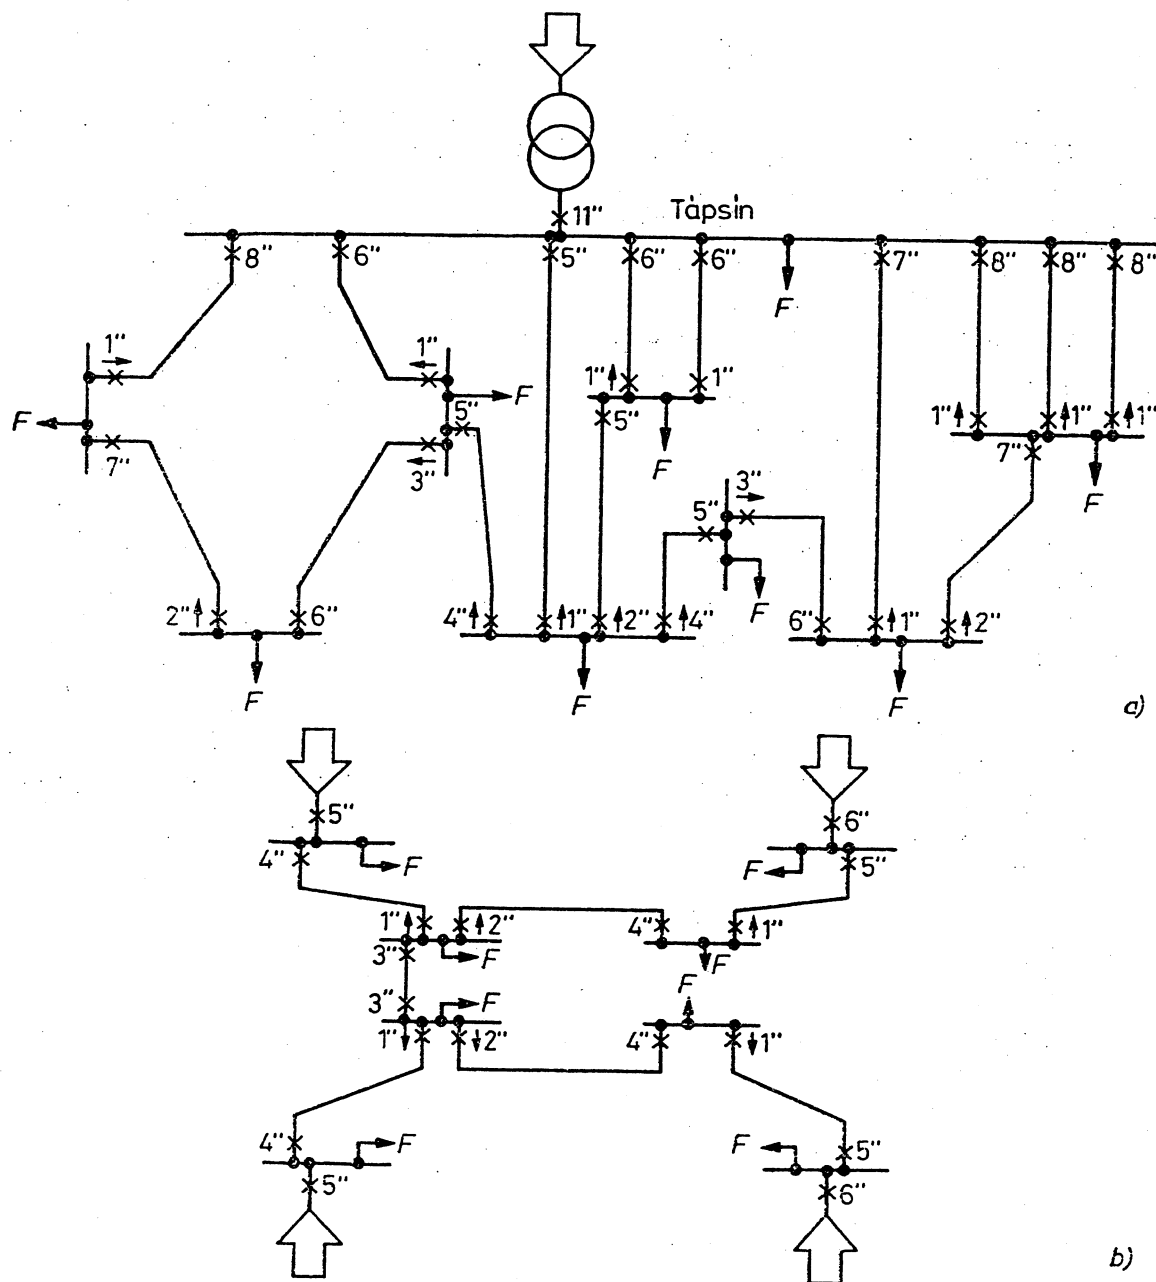 11"
Tápsín
8" 6" 5" 6" 6" F 7" 8" 8" 8"
1" 1" 1" 1"
F F 5" 5" 1" 1" 1"
7" 3" F 7" F
5" 3"
F
2" 6" 4" 1" 2" 4" 6" 1" 2"
F F F
a)
5" 6"
4" F F 5"
1" 2" 4" 1"
3" F F
3" F F
1" 2" 4" 1"
4" F F 5"
5" 6"
b)